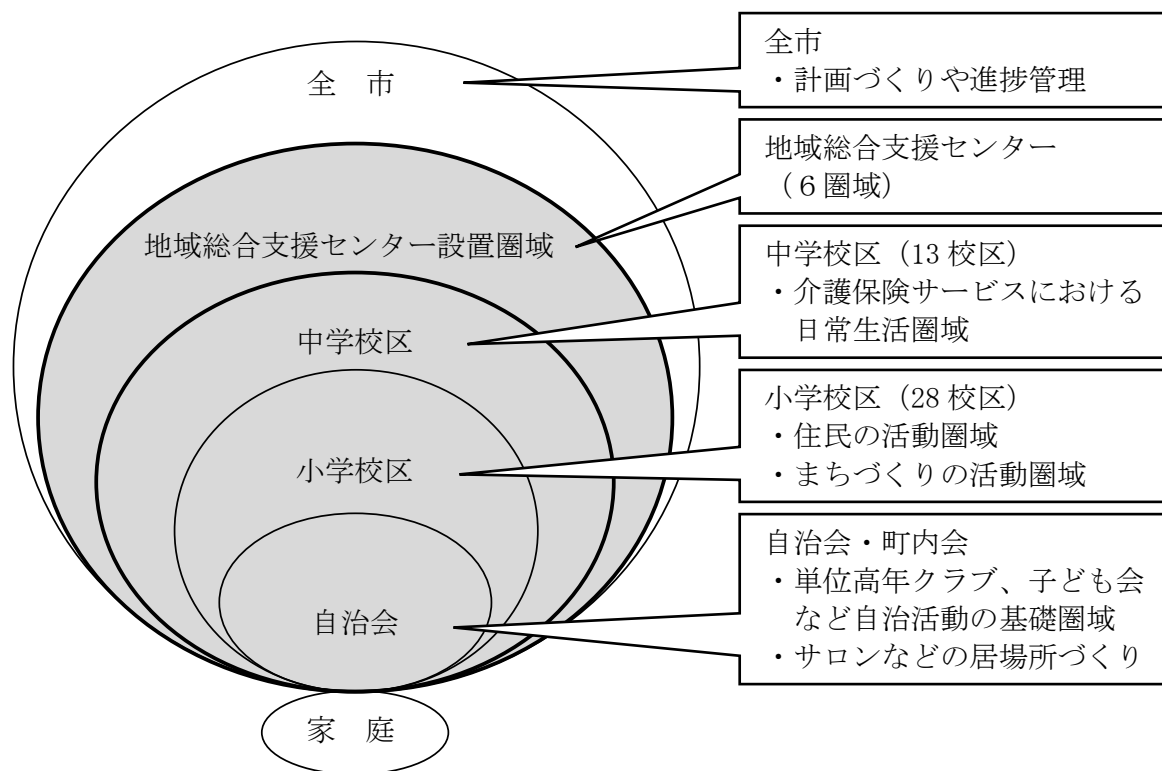 全　市
地域総合支援センター設置圏域
中学校区
小学校区
自治会
家　庭
全市
・計画づくりや進捗管理
地域総合支援センター
（６圏域）
中学校区（13 校区）
・介護保険サービスにおける
日常生活圏域
小学校区（28 校区）
・住民の活動圏域
・まちづくりの活動圏域
自治会・町内会
・単位高年クラブ、子ども会
など自治活動の基礎圏域
・サロンなどの居場所づくり